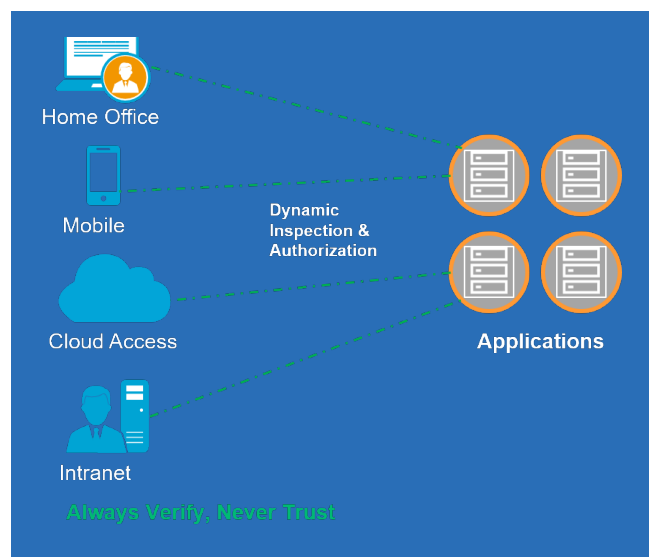 Home Office
Mobile
Dynamic
Inspection &
Authorization
Cloud Access
Applications
Intranet
Always Verify, Never Trust